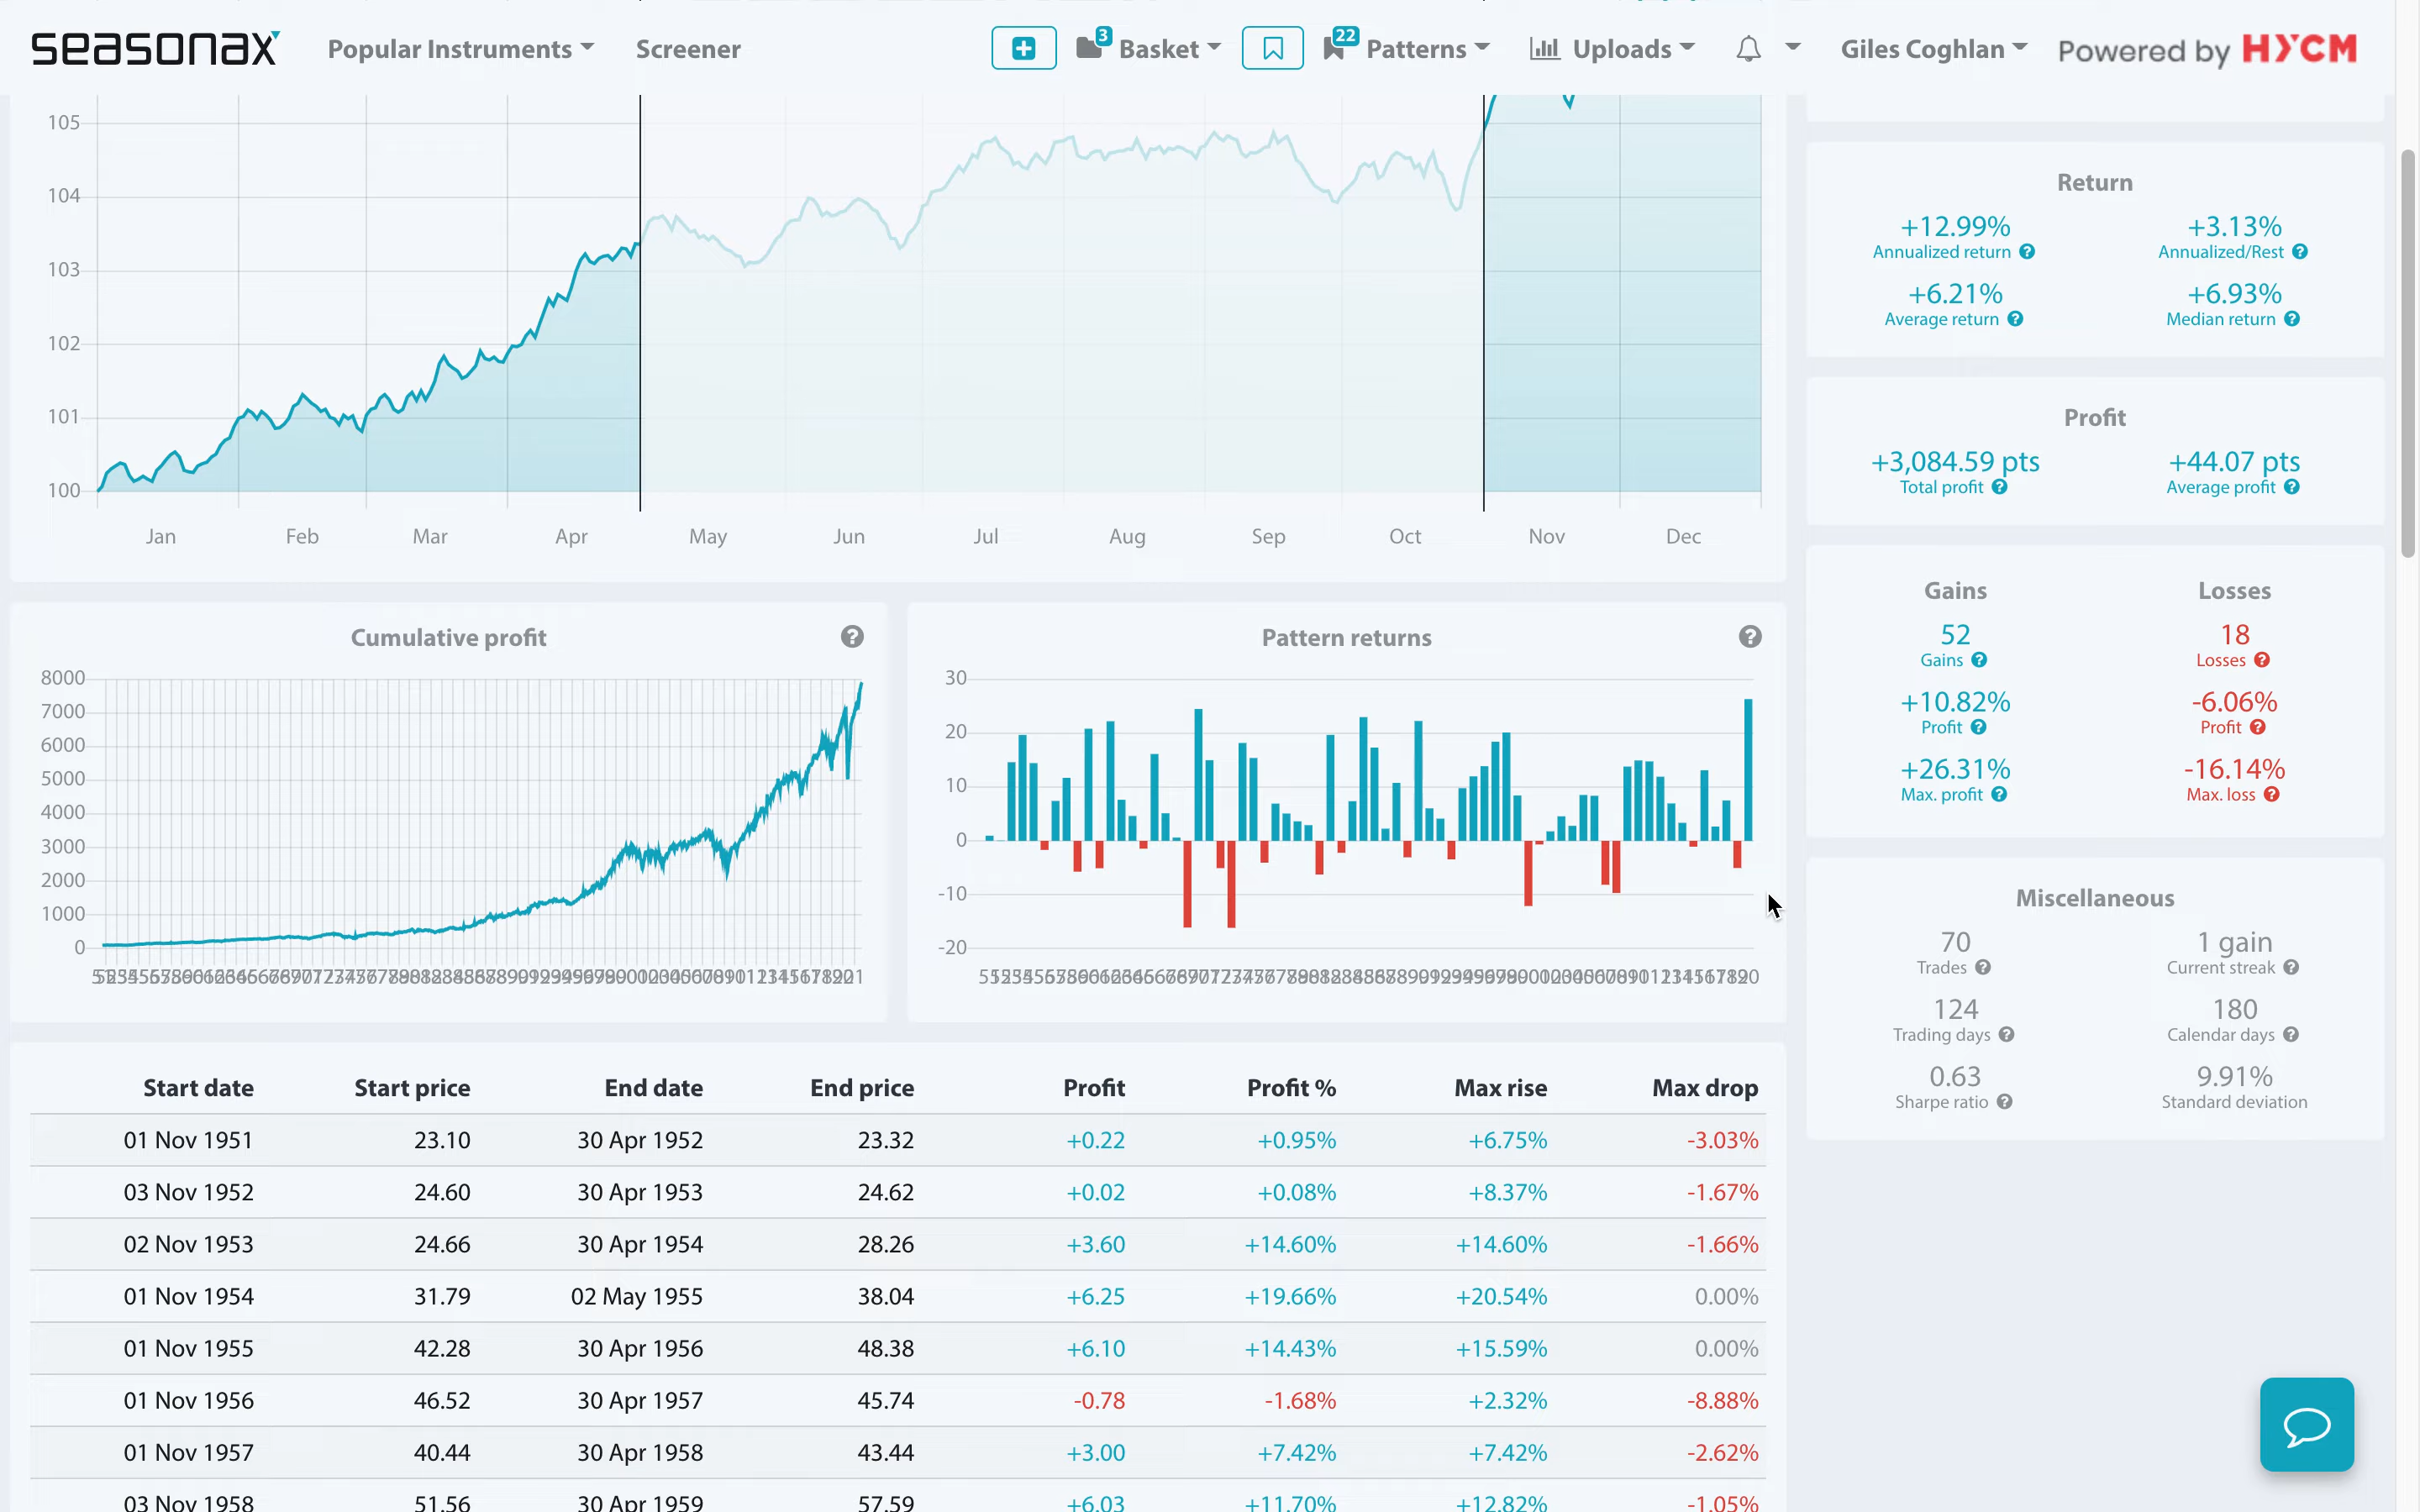 seasonax
Popular Instruments
Screener
3
Basket
22
Patterns
Uploads
Giles Coghlan
Powered by HYCM
105
104
103
102
101
100
Jan Feb Mar Apr May Jun Jul Aug Sep Oct Nov Dec
Cumulative profit
8000
7000
6000
5000
4000
3000
2000
1000
0
Pattern returns
30
20
10
0
-10
-20
Start date Start price End date End price Profit Profit % Max rise Max drop
01 Nov 1951 23.10 30 Apr 1952 23.32 +0.22 +0.95% +6.75% -3.03%
03 Nov 1952 24.60 30 Apr 1953 24.62 +0.02 +0.08% +8.37% -1.67%
02 Nov 1953 24.66 30 Apr 1954 28.26 +3.60 +14.60% +14.60% -1.66%
01 Nov 1954 31.79 02 May 1955 38.04 +6.25 +19.66% +20.54% 0.00%
01 Nov 1955 42.28 30 Apr 1956 48.38 +6.10 +14.43% +15.59% 0.00%
01 Nov 1956 46.52 30 Apr 1957 45.74 -0.78 -1.68% +2.32% -8.88%
01 Nov 1957 40.44 30 Apr 1958 43.44 +3.00 +7.42% +7.42% -2.62%
03 Nov 1958 51.56 30 Apr 1959 57.59 +6.03 +11.70% +12.82% -1.05%
Return
+12.99% +3.13%
Annualized return Annualized/Rest
+6.21% +6.93%
Average return Median return
Profit
+3,084.59 pts +44.07 pts
Total profit Average profit
Gains Losses
52 18
Gains Losses
+10.82% -6.06%
Profit Profit
+26.31% -16.14%
Max. profit Max. loss
Miscellaneous
70 1 gain
Trades Current streak
124 180
Trading days Calendar days
0.63 9.91%
Sharpe ratio Standard deviation